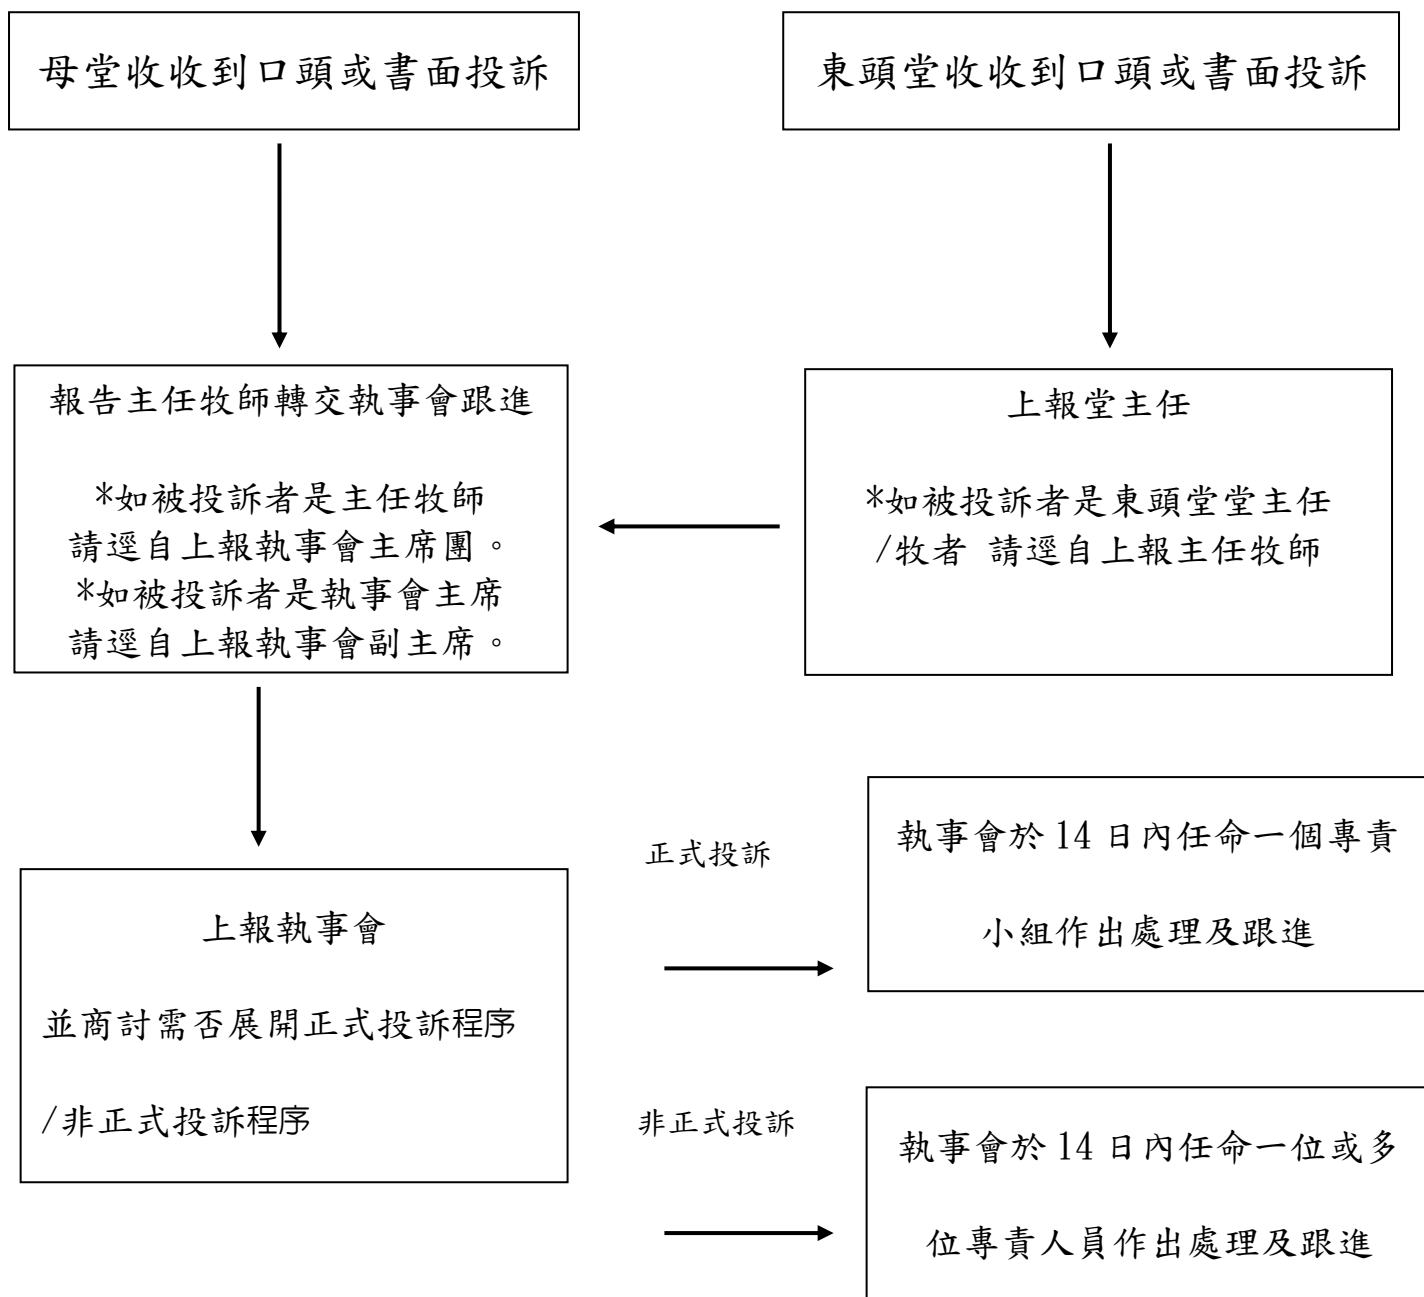 母堂收收到口頭或書面投訴
東頭堂收收到口頭或書面投訴
報告主任牧師轉交執事會跟進
*如被投訴者是主任牧師
請逕自上報執事會主席團。
*如被投訴者是執事會主席
請逕自上報執事會副主席。
上報堂主任
*如被投訴者是東頭堂堂主任
/牧者 請逕自上報主任牧師
上報執事會
並商討需否展開正式投訴程序
/非正式投訴程序
正式投訴
執事會於 14 日內任命一個專責
小組作出處理及跟進
非正式投訴
執事會於 14 日內任命一位或多
位專責人員作出處理及跟進